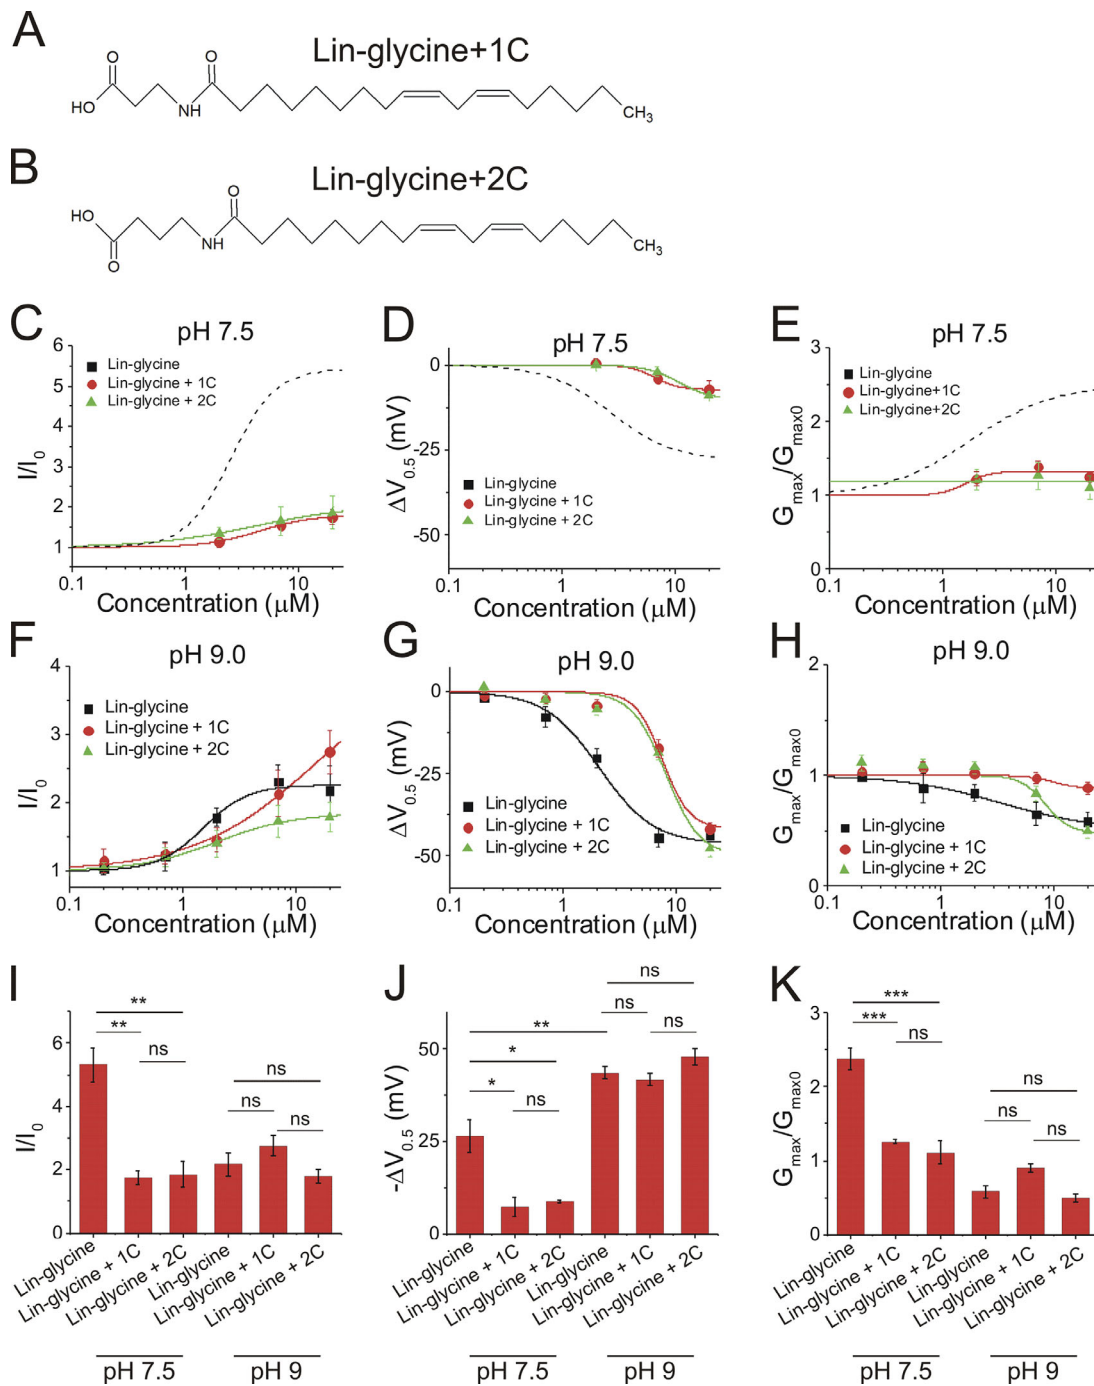 A
Lin-glycine+1C
O
HO
NH
O
CH3
B
Lin-glycine+2C
HO
O
NH
O
CH3
C
pH 7.5
Lin-glycine
Lin-glycine + 1C
Lin-glycine + 2C
I/I0
6
5
4
3
2
1
0.1
1
10
Concentration (μM)
D
pH 7.5
Lin-glycine
Lin-glycine + 1C
Lin-glycine + 2C
ΔV0.5 (mV)
0
-25
-50
0.1
1
10
Concentration (μM)
E
pH 7.5
Lin-glycine
Lin-glycine+1C
Lin-glycine+2C
Gmax/Gmax0
3
2
1
0
0.1
1
10
Concentration (μM)
F
pH 9.0
Lin-glycine
Lin-glycine + 1C
Lin-glycine + 2C
I/I0
4
3
2
1
0.1
1
10
Concentration (μM)
G
pH 9.0
Lin-glycine
Lin-glycine + 1C
Lin-glycine + 2C
ΔV0.5 (mV)
0
-25
-50
0.1
1
10
Concentration (μM)
H
pH 9.0
Lin-glycine
Lin-glycine + 1C
Lin-glycine + 2C
Gmax/Gmax0
2
1
0
0.1
1
10
Concentration (μM)
I
**
**
ns
ns
ns
ns
I/I0
6
4
2
0
Lin-glycine
Lin-glycine + 1C
Lin-glycine + 2C
Lin-glycine
Lin-glycine + 1C
Lin-glycine + 2C
pH 7.5
pH 9
J
ns
ns
ns
**
*
*
ns
-ΔV0.5 (mV)
50
25
0
Lin-glycine
Lin-glycine + 1C
Lin-glycine + 2C
Lin-glycine
Lin-glycine + 1C
Lin-glycine + 2C
pH 7.5
pH 9
K
***
***
ns
ns
ns
ns
Gmax/Gmax0
3
2
1
0
Lin-glycine
Lin-glycine + 1C
Lin-glycine + 2C
Lin-glycine
Lin-glycine + 1C
Lin-glycine + 2C
pH 7.5
pH 9